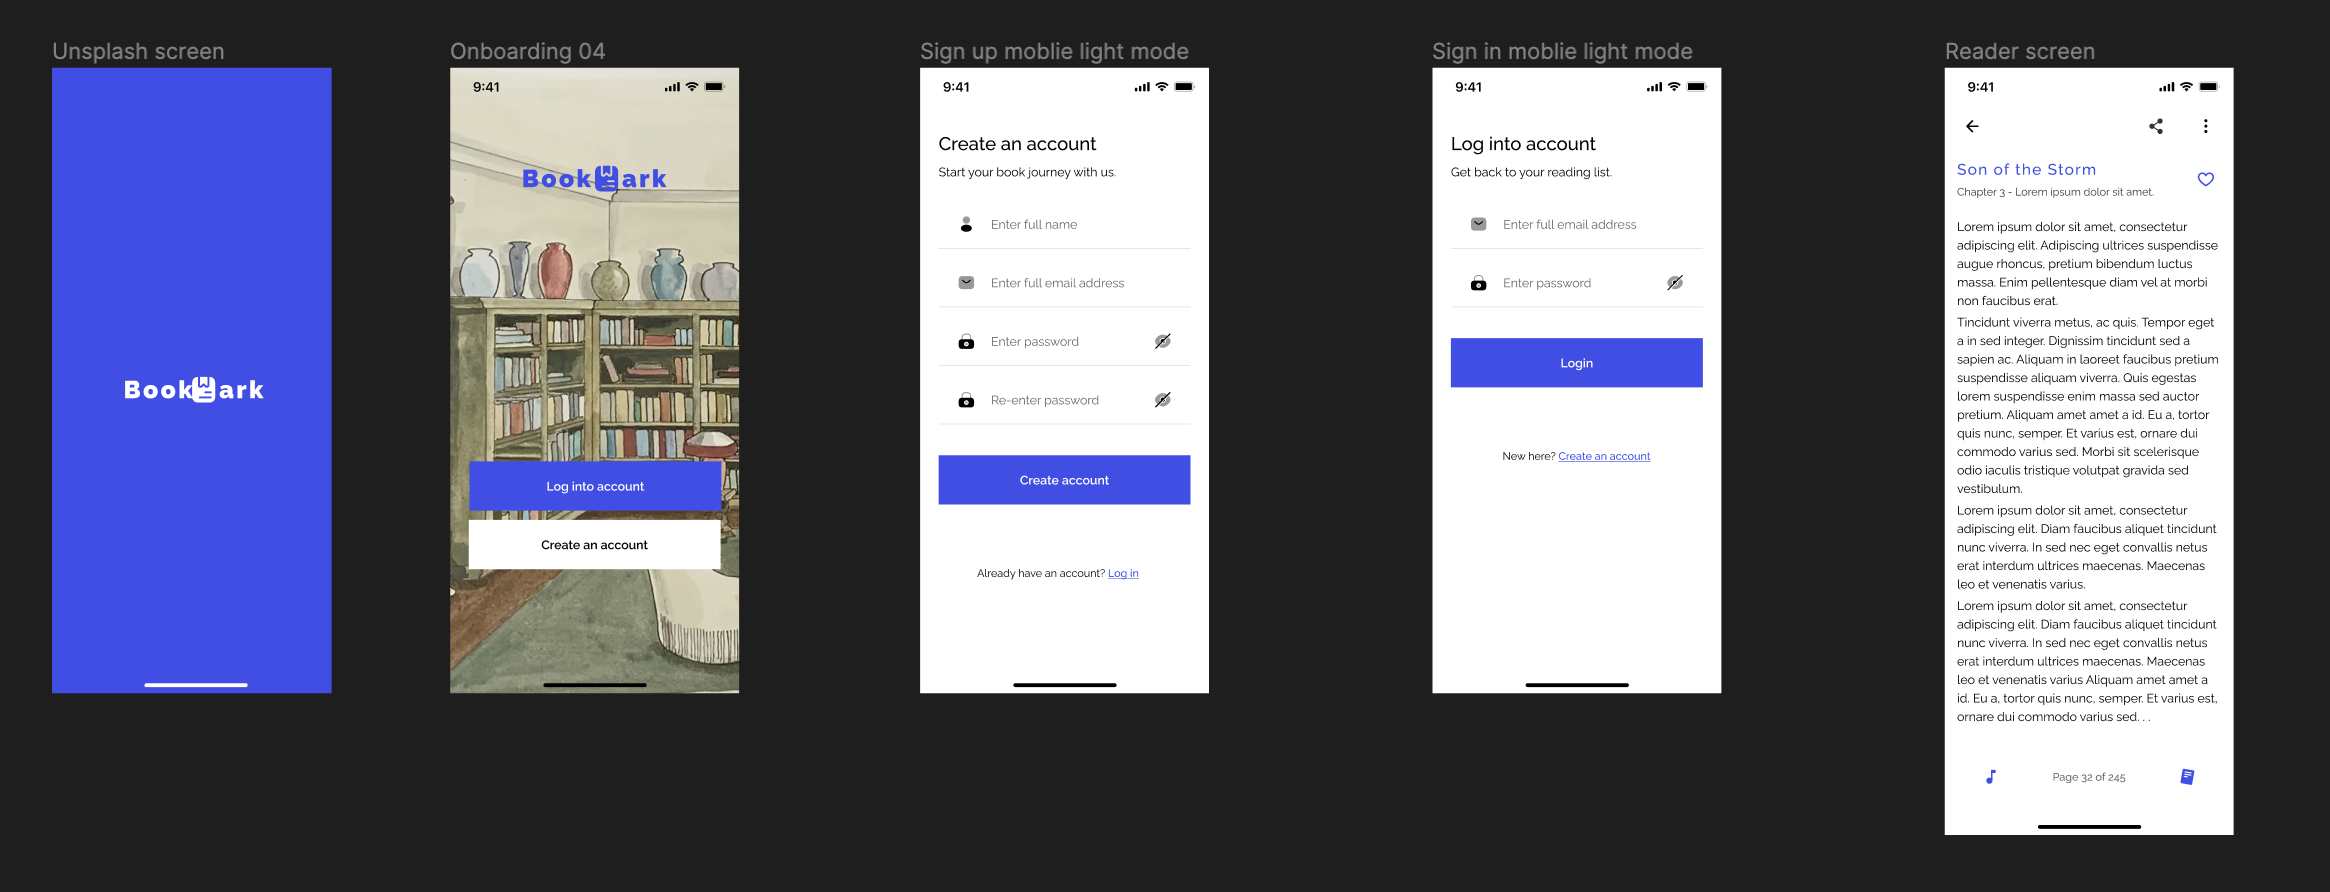 Unsplash screen
Book ark
Onboarding 04
9:41
Book ark
Log into account
Create an account
Sign up moblie light mode
9:41
Create an account
Start your book journey with us.
Enter full name
Enter full email address
Enter password
Re-enter password
Create account
Already have an account? Log in
Sign in moblie light mode
9:41
Log into account
Get back to your reading list.
Enter full email address
Enter password
Login
New here? Create an account
Reader screen
9:41
Son of the Storm
Chapter 3 - Lorem ipsum dolor sit amet.
Lorem ipsum dolor sit amet, consectetur
adipiscing elit. Adipiscing ultrices suspendisse
augue rhoncus, pretium bibendum luctus
massa. Enim pellentesque diam vel at morbi
non faucibus erat.
Tincidunt viverra metus, ac quis. Tempor eget
a in sed integer. Dignissim tincidunt sed a
sapien ac. Aliquam in laoreet faucibus pretium
suspendisse aliquam viverra. Quis egestas
lorem suspendisse enim massa sed auctor
pretium. Aliquam amet amet a id. Eu a, tortor
quis nunc, semper. Et varius est, ornare dui
commodo varius sed. Morbi sit scelerisque
odio iaculis tristique volutpat gravida sed
vestibulum.
Lorem ipsum dolor sit amet, consectetur
adipiscing elit. Diam faucibus aliquet tincidunt
nunc viverra. In sed nec eget convallis netus
erat interdum ultrices maecenas. Maecenas
leo et venenatis varius.
Lorem ipsum dolor sit amet, consectetur
adipiscing elit. Diam faucibus aliquet tincidunt
nunc viverra. In sed nec eget convallis netus
erat interdum ultrices maecenas. Maecenas
leo et venenatis varius Aliquam amet amet a
id. Eu a, tortor quis nunc, semper. Et varius est,
ornare dui commodo varius sed. . .
Page 32 of 245